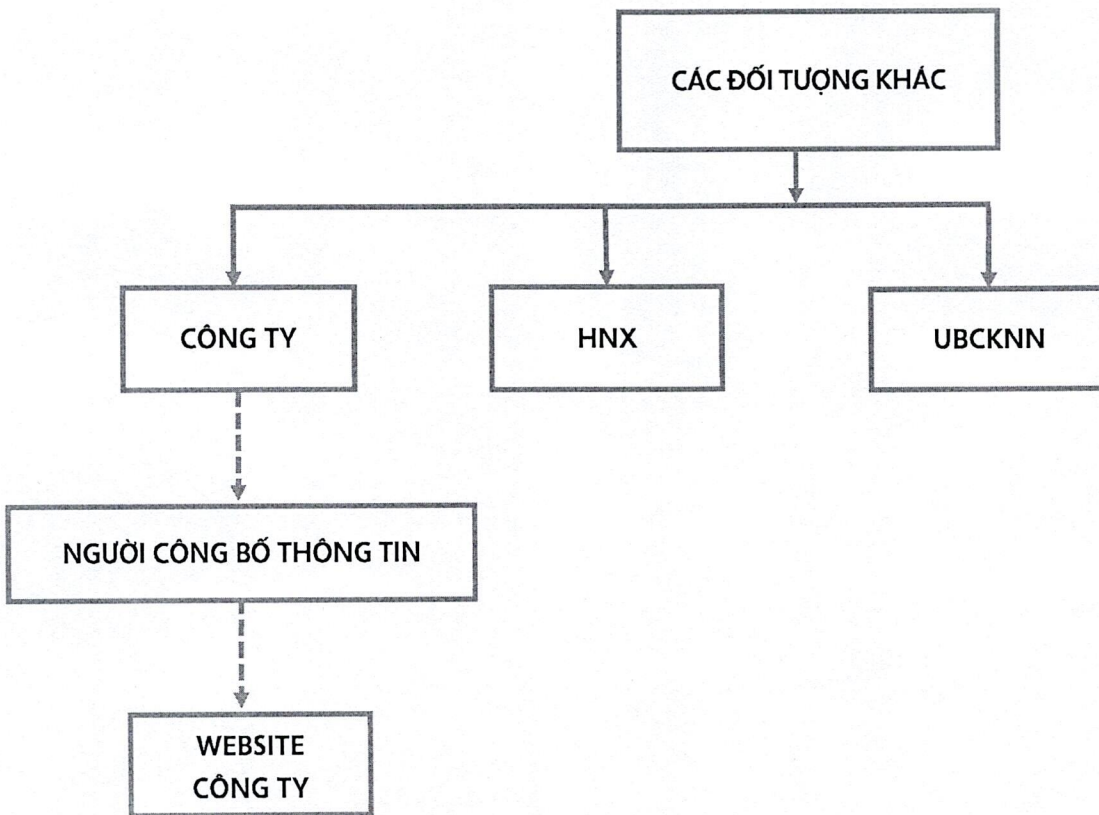 CÁC ĐỐI TƯỢNG KHÁC
CÔNG TY
HNX
UBCKNN
NGƯỜI CÔNG BỐ THÔNG TIN
WEBSITE
CÔNG TY